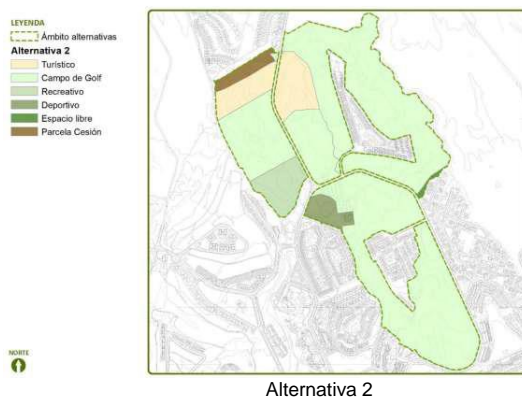 LEYENDA
Ámbito alternativas
Alternativa 2
Turístico
Campo de Golf
Recreativo
Deportivo
Espacio libre
Parcela Cesión
NORTE
Alternativa 2